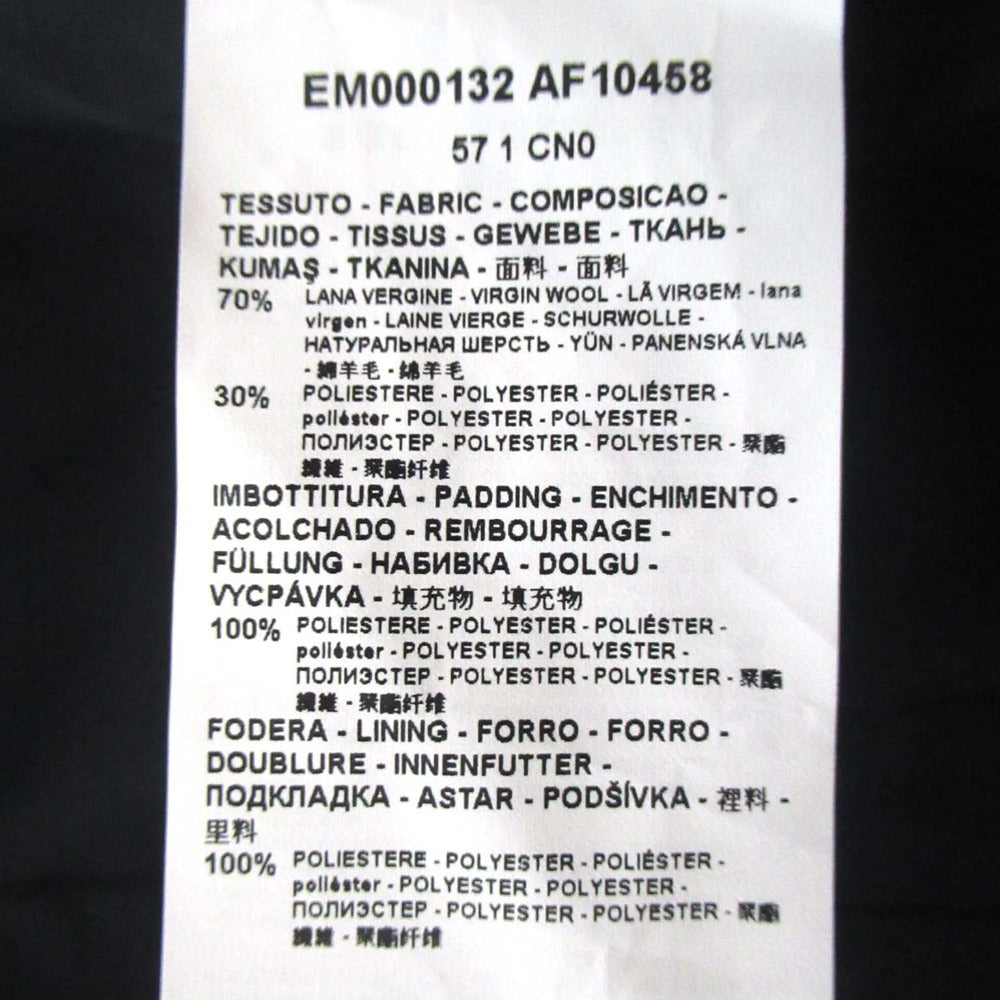 EM000132 AF10458
57 1 CN0
TESSUTO - FABRIC - COMPOSICAO -
TEJIDO - TISSUS - GEWEBE - ТКАНЬ -
KUMAŞ - TKANINA - 面料 - 面料
70% LANA VERGINE - VIRGIN WOOL - LÃ VIRGEM - lana
virgen - LAINE VIERGE - SCHURWOLLE -
НАТУРАЛЬНАЯ ШЕРСТЬ - YÜN - PANENSKÁ VLNA
- 綿羊毛 - 绵羊毛
30% POLIESTERE - POLYESTER - POLIÉSTER -
poliéster - POLYESTER - POLYESTER -
ПОЛИЭСТЕР - POLYESTER - POLYESTER - 聚酯
纖維 - 聚酯纤维
IMBOTTITURA - PADDING - ENCHIMENTO -
ACOLCHADO - REMBOURRAGE -
FÜLLUNG - НАБИВКА - DOLGU -
VYCPÁVKA - 填充物 - 填充物
100% POLIESTERE - POLYESTER - POLIÉSTER -
poliéster - POLYESTER - POLYESTER -
ПОЛИЭСТЕР - POLYESTER - POLYESTER - 聚酯
纖維 - 聚酯纤维
FODERA - LINING - FORRO - FORRO -
DOUBLURE - INNENFUTTER -
ПОДКЛАДКА - ASTAR - PODŠÍVKA - 裡料 -
里料
100% POLIESTERE - POLYESTER - POLIÉSTER -
poliéster - POLYESTER - POLYESTER -
ПОЛИЭСТЕР - POLYESTER - POLYESTER - 聚酯
纖維 - 聚酯纤维